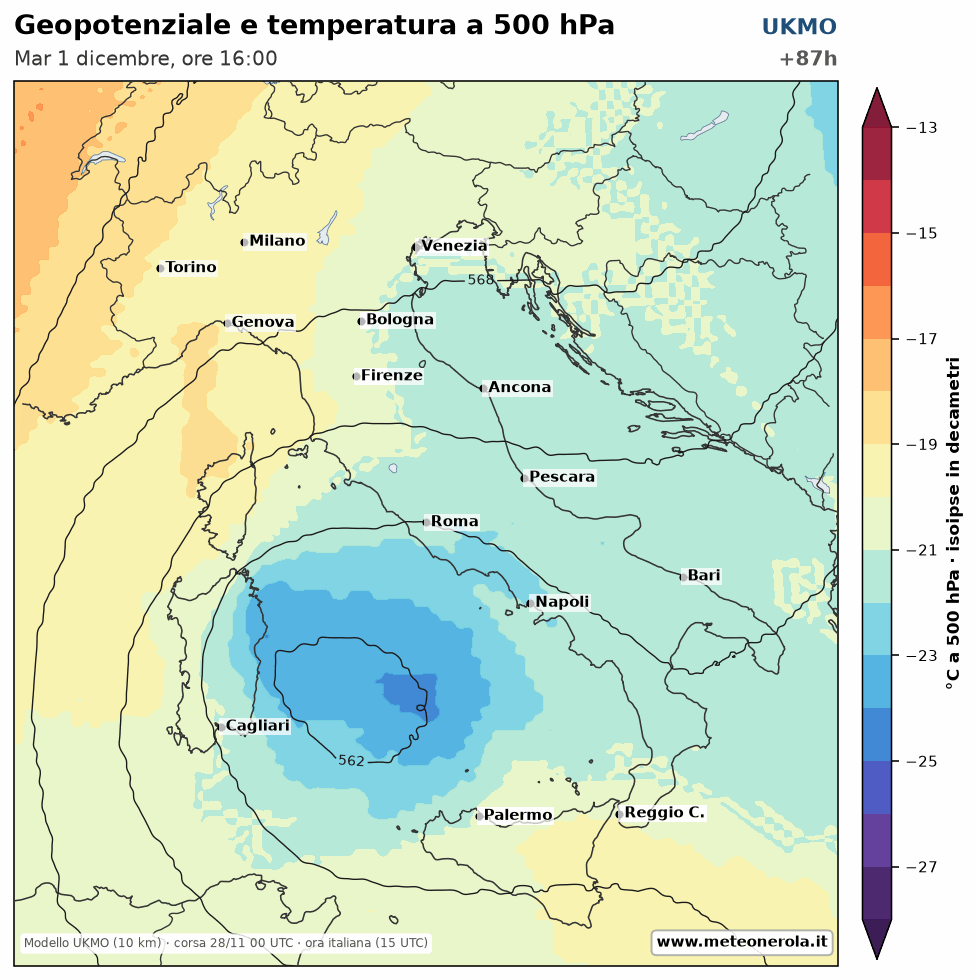 Geopotenziale e temperatura a 500 hPa
UKMO
Mar 1 dicembre, ore 16:00
+87h
Milano
Venezia
Torino
568
Genova
Bologna
Firenze
Ancona
Pescara
Roma
Bari
Napoli
Cagliari
562
Palermo
Reggio C.
−13
−15
−17
−19
−21
−23
−25
−27
°C a 500 hPa · isoipse in decametri
Modello UKMO (10 km) · corsa 28/11 00 UTC · ora italiana (15 UTC)
www.meteonerola.it